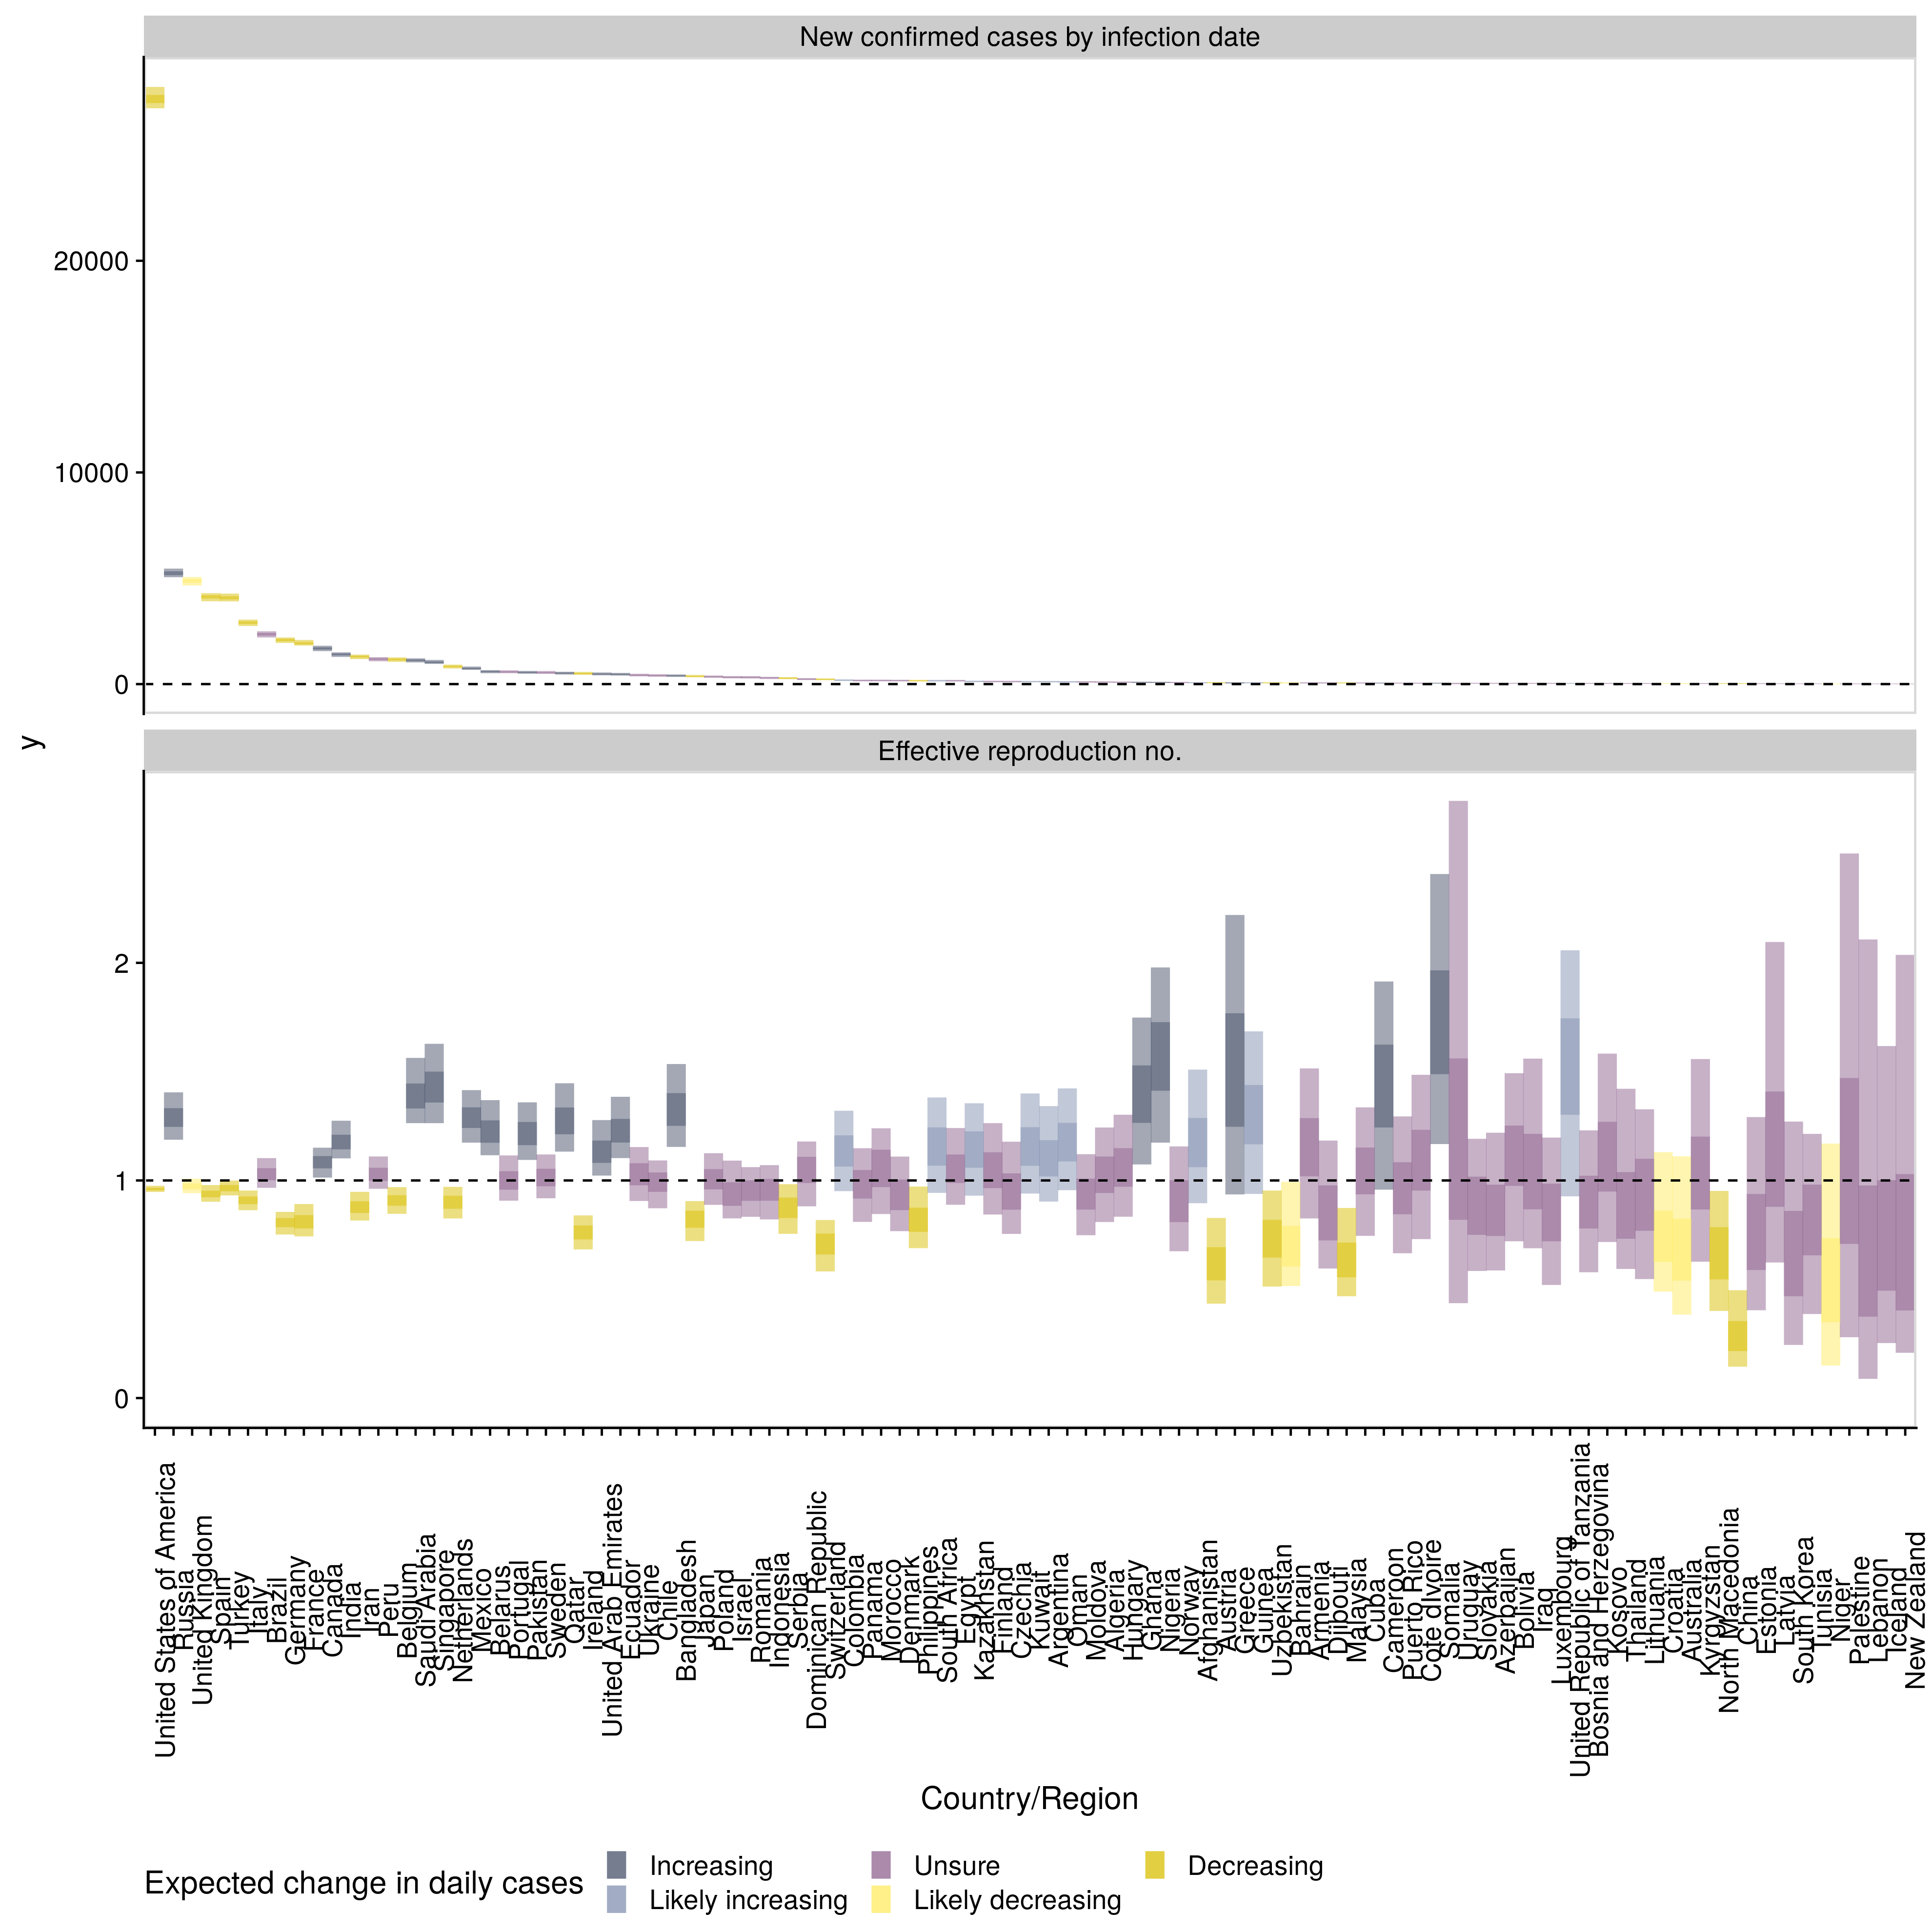 New confirmed cases by infection date
20000
10000
0
y
Effective reproduction no.
2
1
0
United States of America
Russia
United Kingdom
Spain
Turkey
Italy
Brazil
Germany
France
Canada
India
Iran
Peru
Belgium
Saudi Arabia
Singapore
Netherlands
Mexico
Belarus
Portugal
Pakistan
Sweden
Qatar
Ireland
United Arab Emirates
Ecuador
Ukraine
Chile
Bangladesh
Japan
Poland
Israel
Romania
Indonesia
Serbia
Dominican Republic
Switzerland
Colombia
Panama
Morocco
Denmark
Philippines
South Africa
Egypt
Kazakhstan
Finland
Czechia
Kuwait
Argentina
Oman
Moldova
Algeria
Hungary
Ghana
Nigeria
Norway
Afghanistan
Austria
Greece
Guinea
Uzbekistan
Bahrain
Armenia
Djibouti
Malaysia
Cuba
Cameroon
Puerto Rico
Cote dIvoire
Somalia
Uruguay
Slovakia
Azerbaijan
Bolivia
Iraq
Luxembourg
United Republic of Tanzania
Bosnia and Herzegovina
Kosovo
Thailand
Lithuania
Croatia
Australia
Kyrgyzstan
North Macedonia
China
Estonia
Latvia
South Korea
Tunisia
Niger
Palestine
Lebanon
Iceland
New Zealand
Country/Region
Expected change in daily cases
Increasing
Unsure
Decreasing
Likely increasing
Likely decreasing